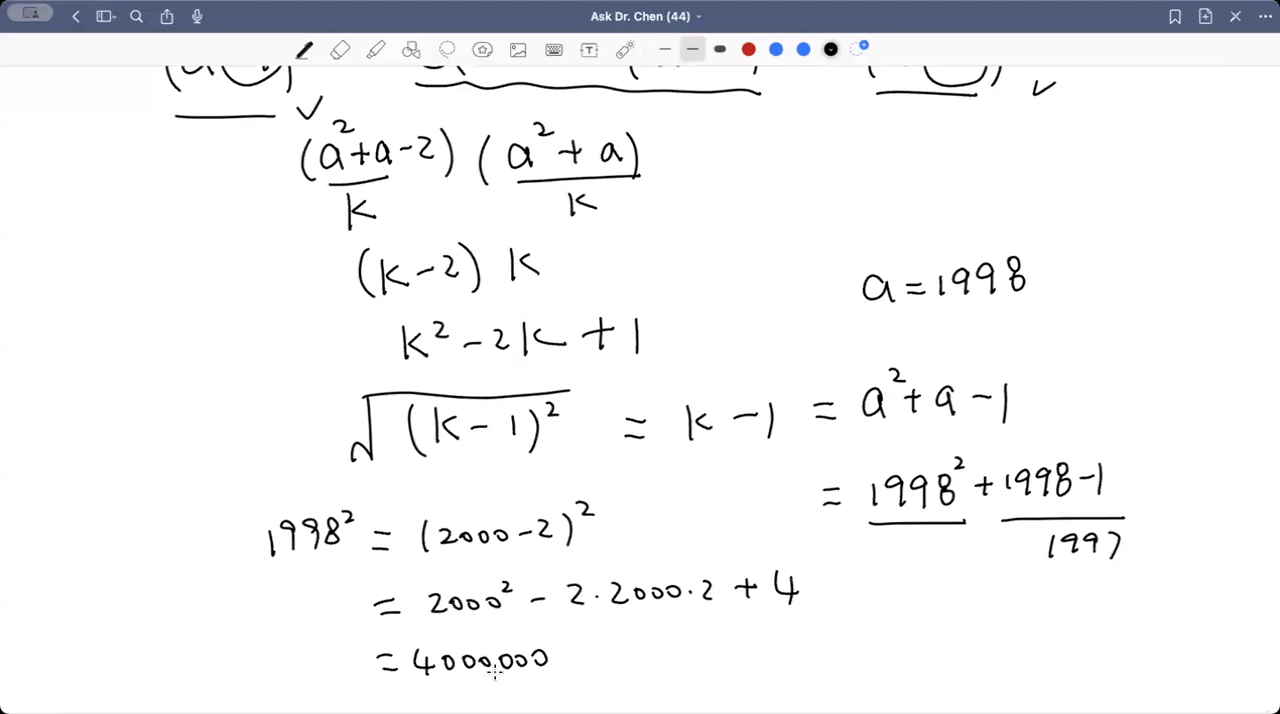 Ask Dr. Chen (44)
(a²+a-2) (a²+a)
k k
(k-2) k
a=1998
k²-2k+1
√(k-1)² = k-1 = a²+a-1
= 1998²+1998-1
1997
1998² = (2000-2)²
= 2000² - 2·2000·2 + 4
= 4000,000